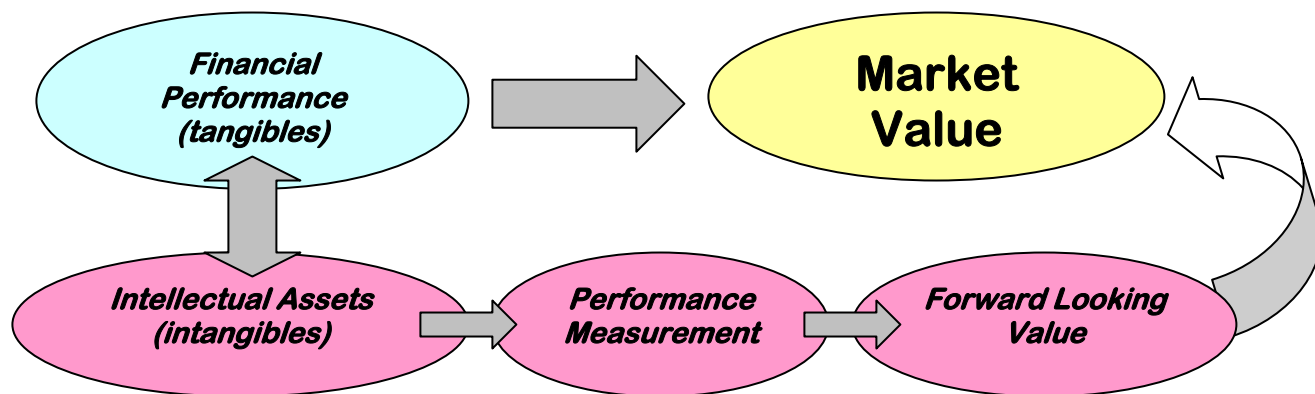 Financial
Performance
(tangibles)
Market
Value
Intellectual Assets
(intangibles)
Performance
Measurement
Forward Looking
Value